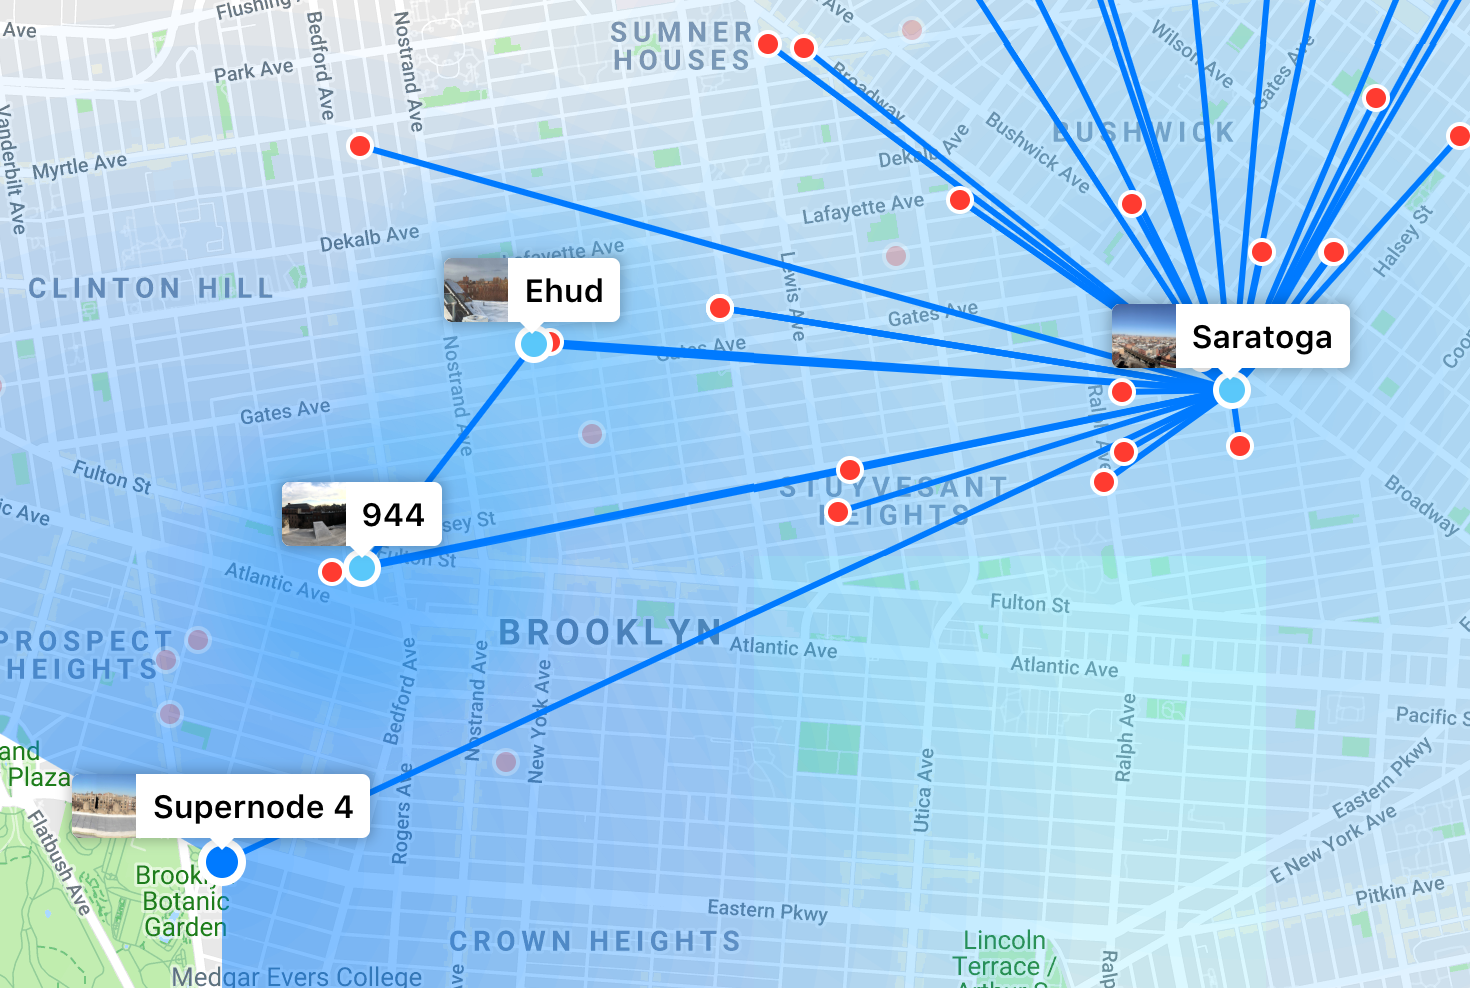 Ave
Flushing
Bedford Ave
Nostrand Ave
SUMNER
HOUSES
Ave
Wilson Ave
Gates Ave
Park Ave
Broadway
BUSHWICK
Vanderbilt Ave
Myrtle Ave
Dekalb Ave
Bushwick Ave
Lafayette Ave
Halsey St
Dekalb Ave
Lafayette Ave
CLINTON HILL
Ehud
Lewis Ave
Gates Ave
Saratoga
Gates Ave
Nostrand Ave
Gates Ave
Ralph Ave
Fulton St
STUYVESANT
HEIGHTS
Broadway
944
sey St
ic Ave
Fulton St
Atlantic Ave
Fulton St
BROOKLYN
PROSPECT
HEIGHTS
Atlantic Ave
Atlantic Ave
Bedford Ave
Nostrand Ave
New York Ave
Ralph Ave
Pacific S
and
Plaza
Utica Ave
Eastern Pkwy
Supernode 4
Rogers Ave
Flatbush Ave
E New York Ave
Brookly
Botanic
Garden
Pitkin Ave
Eastern Pkwy
CROWN HEIGHTS
Lincoln
Terrace /
Medgar Evers College
Ave
Ralp